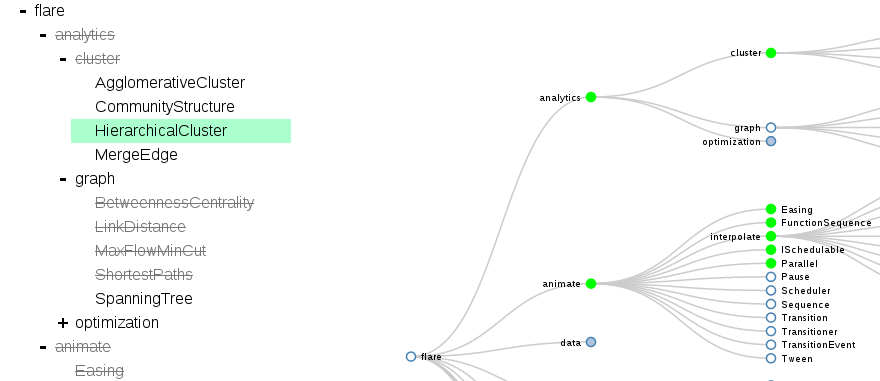 - flare
- analytics
- cluster
AgglomerativeCluster
CommunityStructure
HierarchicalCluster
MergeEdge
- graph
BetweennessCentrality
LinkDistance
MaxFlowMinCut
ShortestPaths
SpanningTree
+ optimization
- animate
Easing
cluster
analytics
graph
optimization
Easing
FunctionSequence
interpolate
ISchedulable
Parallel
animate
Pause
Scheduler
Sequence
Transition
Transitioner
TransitionEvent
Tween
data
flare